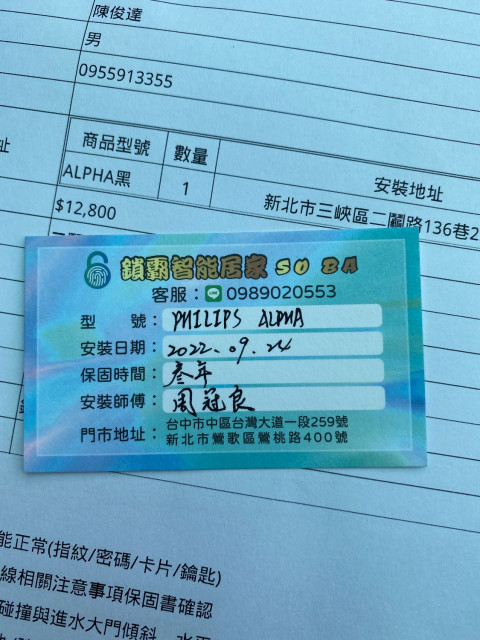 陳俊達
男
0955913355
址
商品型號 數量 安裝地址
ALPHA黑 1 新北市三峽區二鬮路136巷2
$12,800
鎖霸智能居家 SO BA
客服: LINE 0989020553
型 號: PHILIPS ALPHA
安裝日期: 2022.09.24
保固時間: 叁年
安裝師傅: 周冠良
門市地址: 台中市中區台灣大道一段259號
新北市鶯歌區鶯桃路400號
能正常(指紋/密碼/卡片/鑰匙)
線相關注意事項保固書確認
碰撞與進水大門傾斜